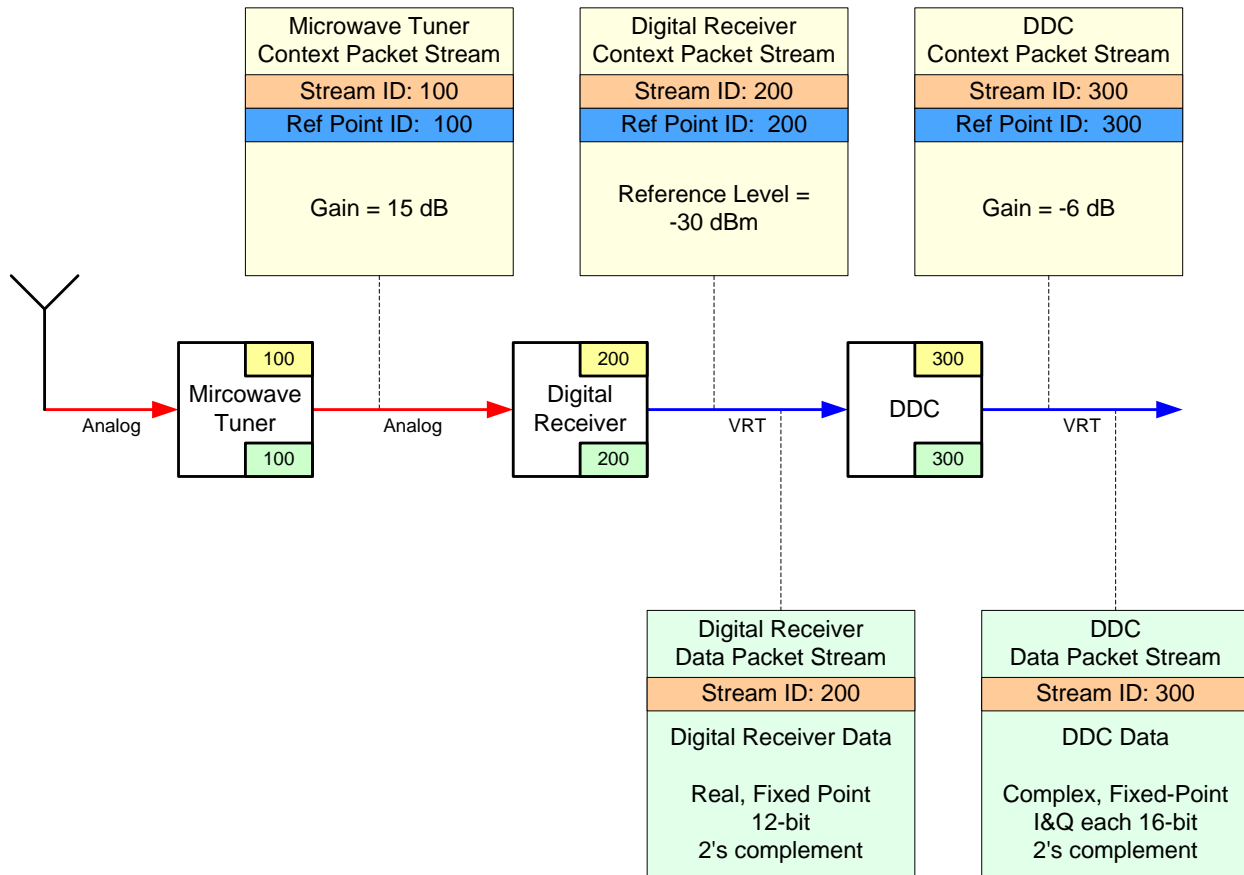 Microwave Tuner
Context Packet Stream
Stream ID: 100
Ref Point ID:  100
Gain = 15 dB
Digital Receiver
Context Packet Stream
Stream ID: 200
Ref Point ID:  200
Reference Level =
-30 dBm
DDC
Context Packet Stream
Stream ID: 300
Ref Point ID:  300
Gain = -6 dB
Analog
100
Mircowave
Tuner
100
Analog
200
Digital
Receiver
200
VRT
300
DDC
300
VRT
Digital Receiver
Data Packet Stream
Stream ID: 200
Digital Receiver Data
Real, Fixed Point
12-bit
2's complement
DDC
Data Packet Stream
Stream ID: 300
DDC Data
Complex, Fixed-Point
I&Q each 16-bit
2's complement